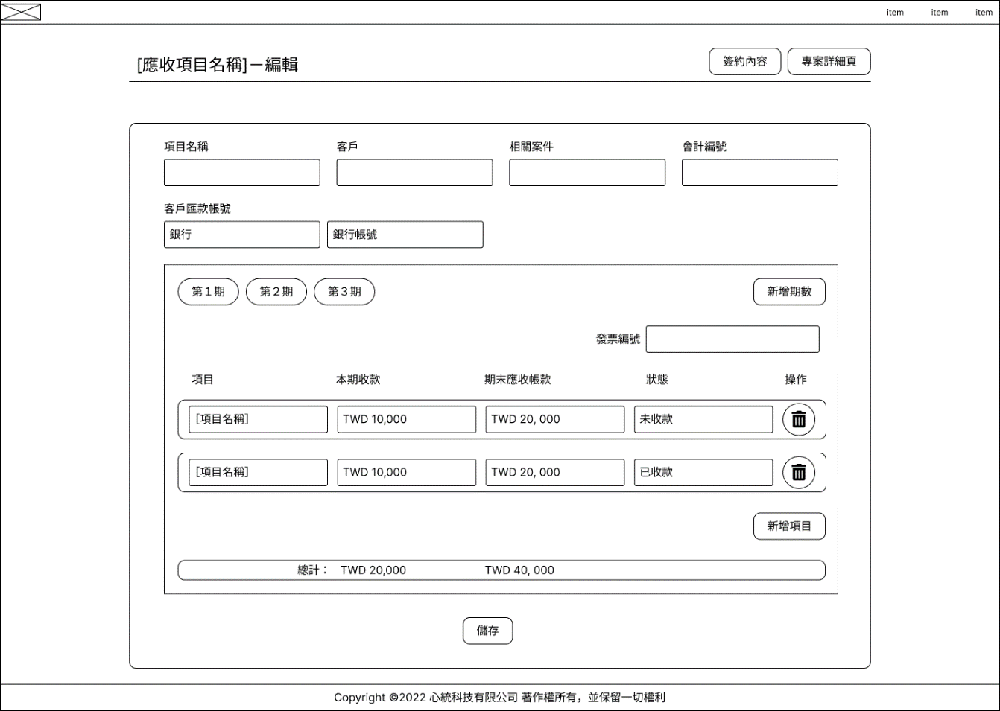 item item item
[應收項目名稱]－編輯 簽約內容 專案詳細頁
項目名稱 客戶 相關案件 會計編號
客戶匯款帳號
銀行 銀行帳號
第１期 第２期 第３期 新增期數
發票編號
項目 本期收款 期末應收帳款 狀態 操作
[項目名稱] TWD 10,000 TWD 20, 000 未收款
[項目名稱] TWD 10,000 TWD 20, 000 已收款
新增項目
總計： TWD 20,000 TWD 40, 000
儲存
Copyright ©2022 心統科技有限公司 著作權所有，並保留一切權利